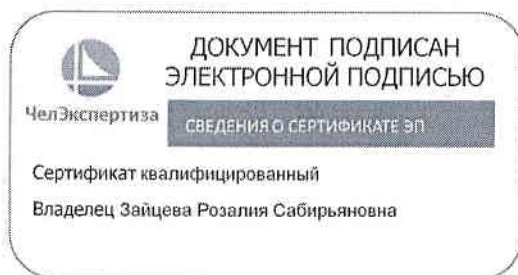 ДОКУМЕНТ ПОДПИСАН
ЭЛЕКТРОННОЙ ПОДПИСЬЮ
ЧелЭкспертиза
СВЕДЕНИЯ О СЕРТИФИКАТЕ ЭП
Сертификат квалифицированный
Владелец Зайцева Розалия Сабирьяновна